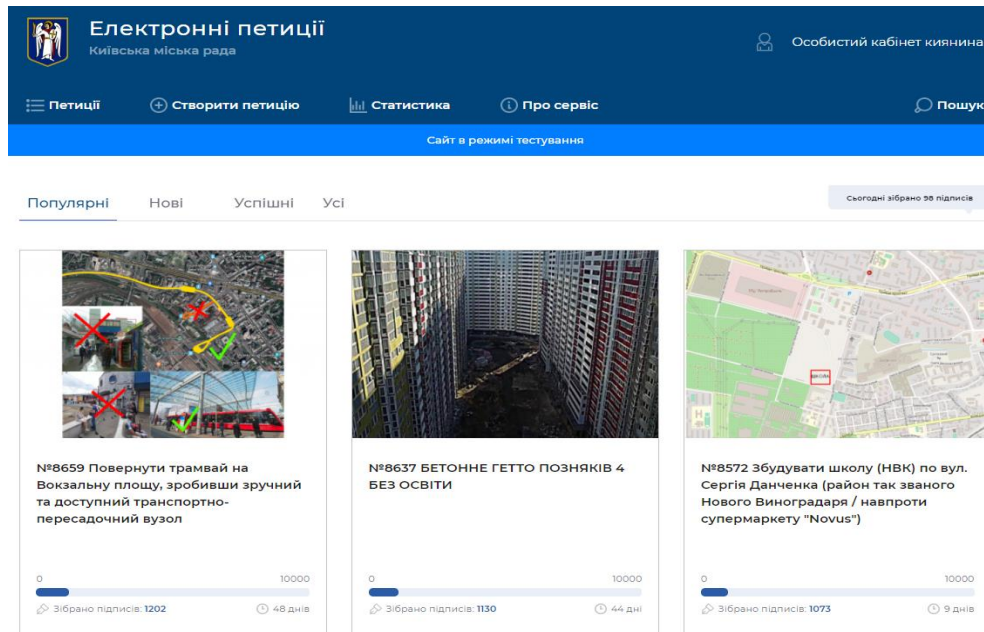 Електронні петиції
Київська міська рада
Особистий кабінет киянина
Петиції
Створити петицію
Статистика
Про сервіс
Пошук
Сайт в режимі тестування
Популярні
Нові
Успішні
Усі
Сьогодні зібрано 98 підписів
ШКОЛА
№8659 Повернути трамвай на
Вокзальну площу, зробивши зручний
та доступний транспортно-
пересадочний вузол
0
10000
Зібрано підписів: 1202
48 днів
№8637 БЕТОННЕ ГЕТТО ПОЗНЯКІВ 4
БЕЗ ОСВІТИ
0
10000
Зібрано підписів: 1130
44 дні
№8572 Збудувати школу (НВК) по вул.
Сергія Данченка (район так званого
Нового Виноградаря / навпроти
супермаркету "Novus")
0
10000
Зібрано підписів: 1073
9 днів